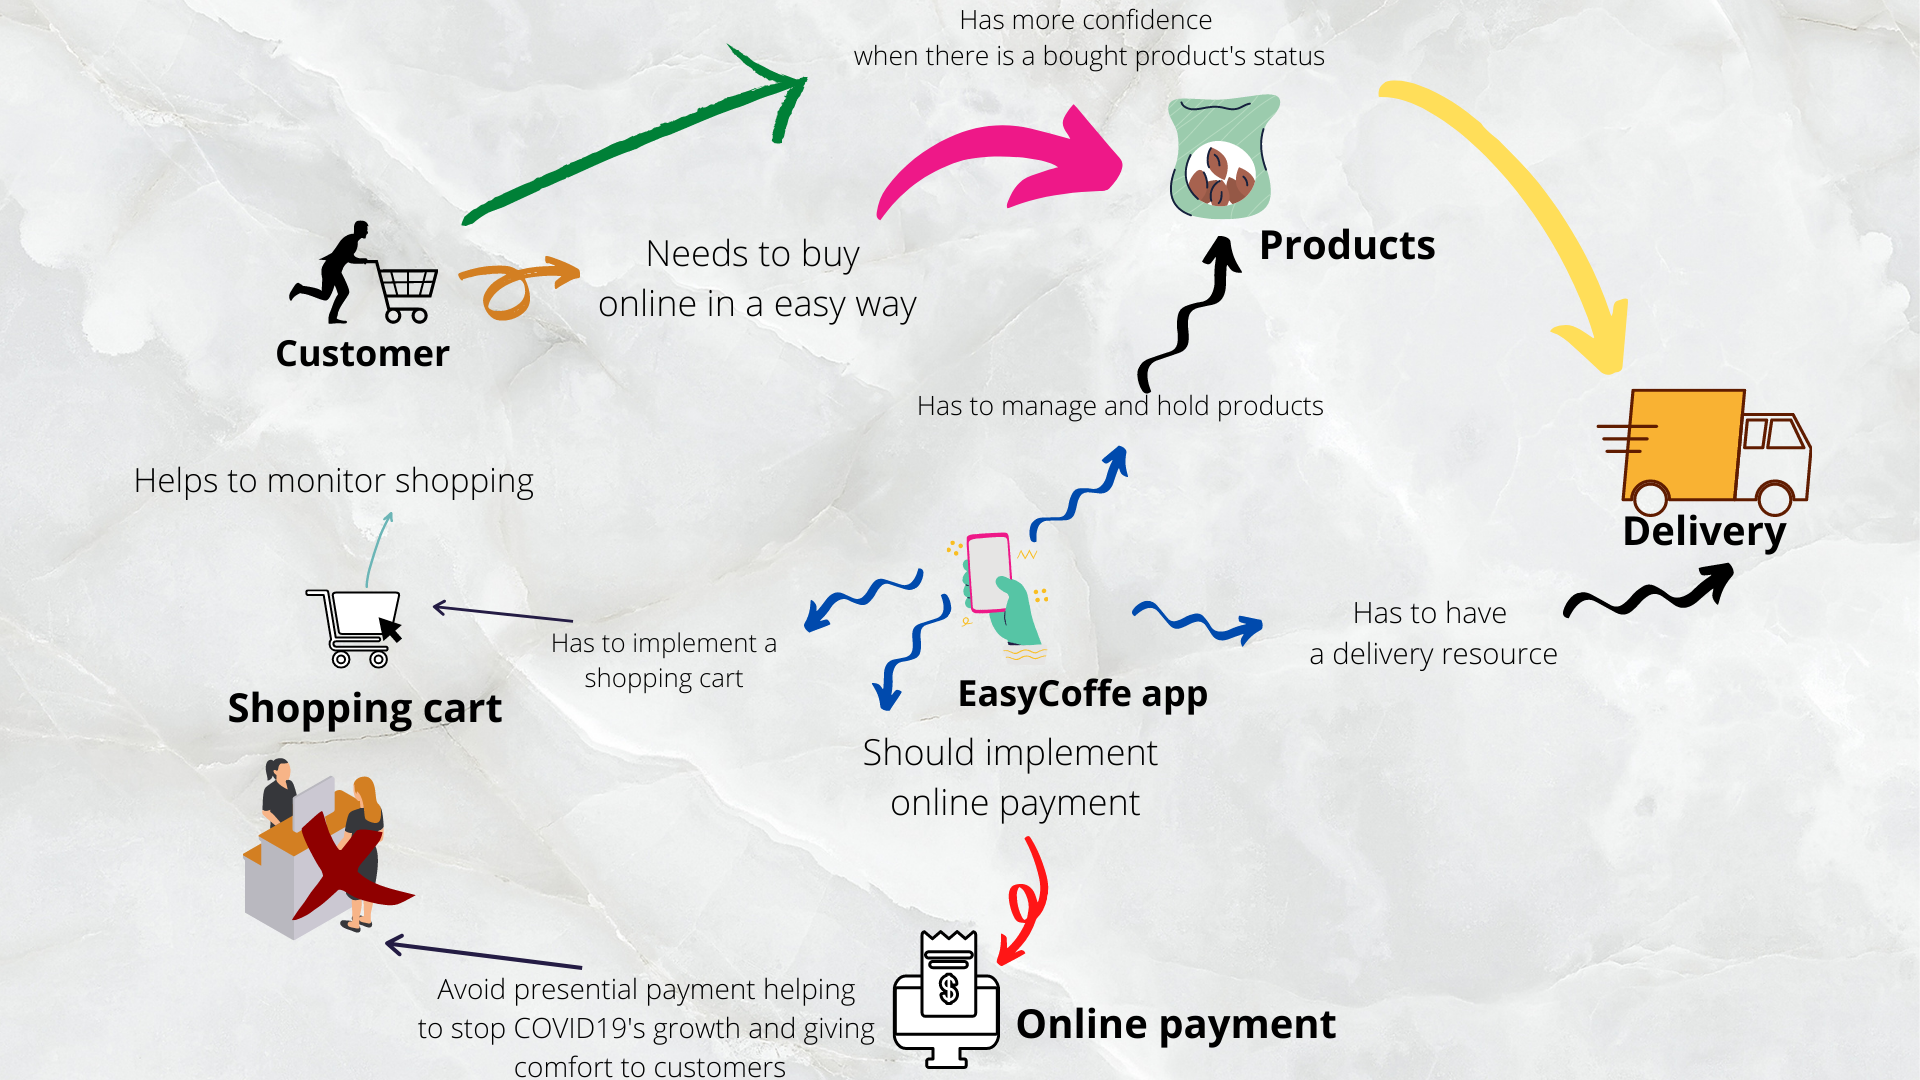 Has more confidence
when there is a bought product's status
Products
Needs to buy
online in a easy way
Customer
Has to manage and hold products
Helps to monitor shopping
Delivery
Has to have
a delivery resource
Has to implement a
shopping cart
EasyCoffe app
Shopping cart
Should implement
online payment
$
Online payment
Avoid presential payment helping
to stop COVID19's growth and giving
comfort to customers